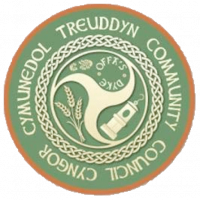 CYNGOR CYMUNEDOL TREUDDYN COMMUNITY COUNCIL
OFFA'S DYKE